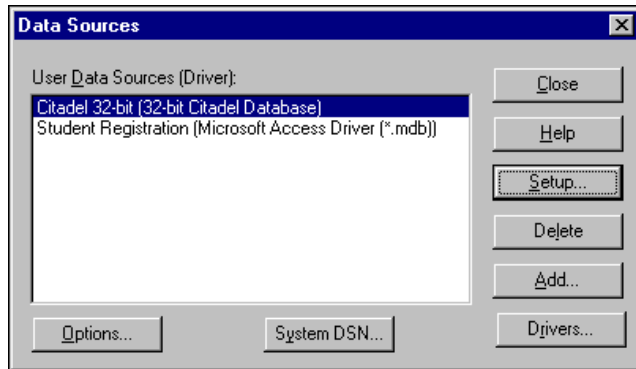 Data Sources
User Data Sources (Driver):
Citadel 32-bit (32-bit Citadel Database)
Student Registration (Microsoft Access Driver (*.mdb))
Close
Help
Setup...
Delete
Add...
Options...
System DSN...
Drivers...